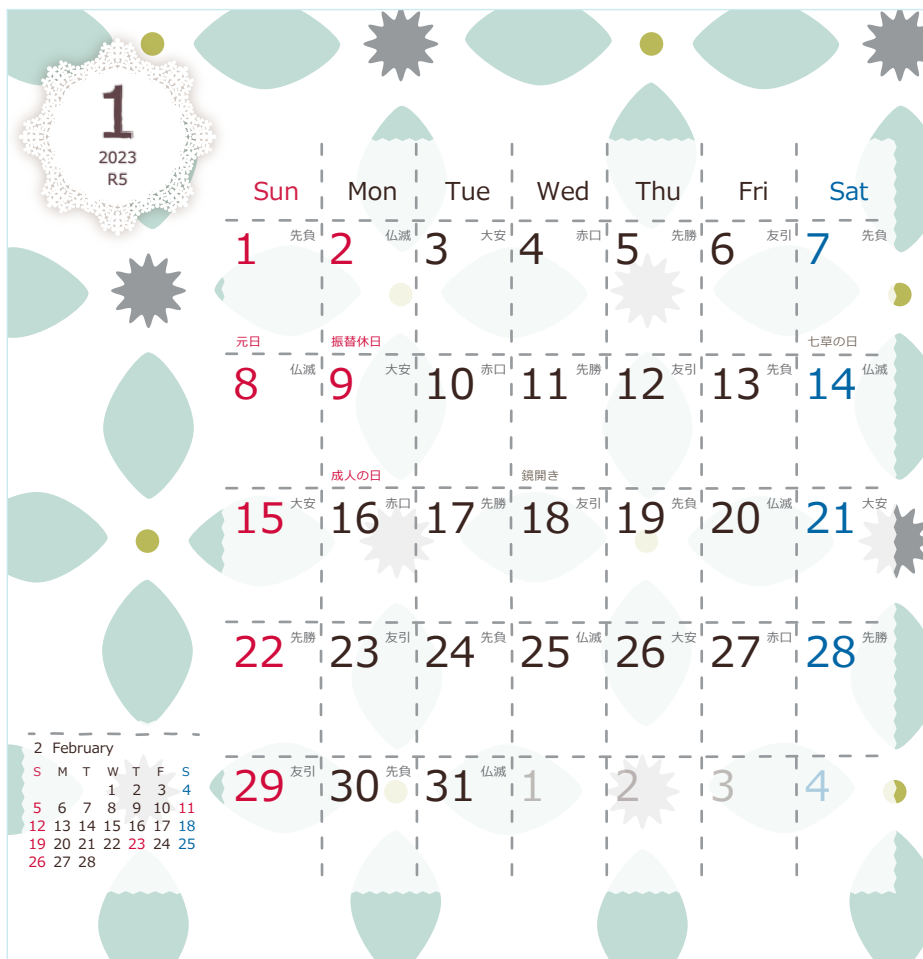 1
2023
R5
Sun Mon Tue Wed Thu Fri Sat
1 先負 2 仏滅 3 大安 4 赤口 5 先勝 6 友引 7 先負
元日 振替休日 七草の日
8 仏滅 9 大安 10 赤口 11 先勝 12 友引 13 先負 14 仏滅
成人の日 鏡開き
15 大安 16 赤口 17 先勝 18 友引 19 先負 20 仏滅 21 大安
22 先勝 23 友引 24 先負 25 仏滅 26 大安 27 赤口 28 先勝
29 友引 30 先負 31 仏滅 1 2 3 4
2 February
S M T W T F S
1 2 3 4
5 6 7 8 9 10 11
12 13 14 15 16 17 18
19 20 21 22 23 24 25
26 27 28